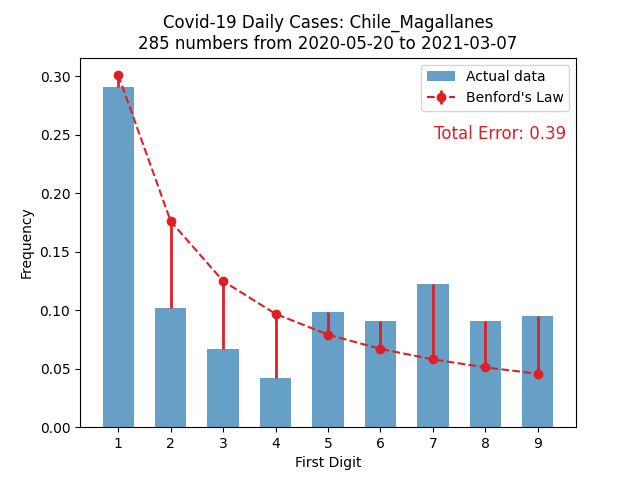 Covid-19 Daily Cases: Chile_Magallanes
285 numbers from 2020-05-20 to 2021-03-07
Actual data
Benford's Law
Total Error: 0.39
Frequency
0.30
0.25
0.20
0.15
0.10
0.05
0.00
1 2 3 4 5 6 7 8 9
First Digit